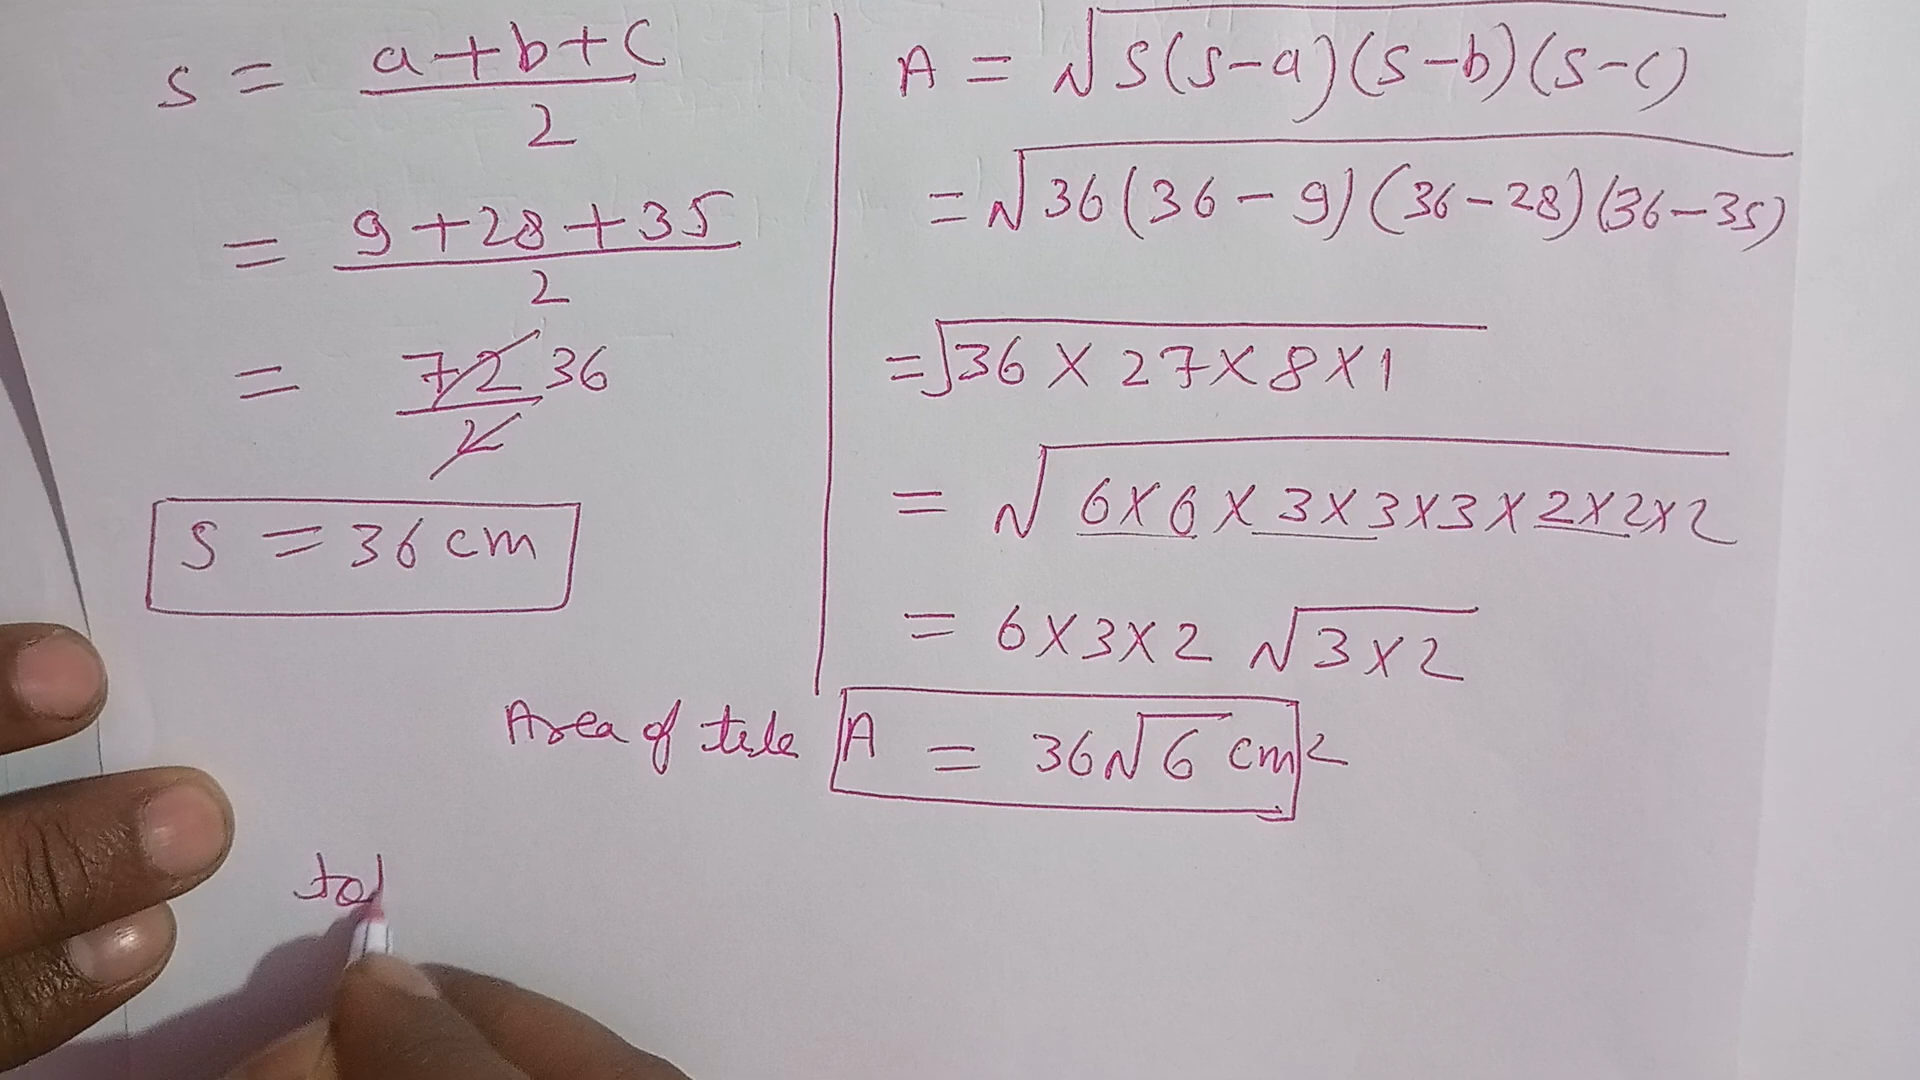 s = a+b+c / 2
= 9+28+35 / 2
= 72 / 2 36
s = 36 cm
A = √s(s-a)(s-b)(s-c)
= √36(36-9)(36-28)(36-35)
= √36×27×8×1
= √6×6×3×3×3×2×2×2
= 6×3×2 √3×2
Area of tile A = 36√6 cm²
tot